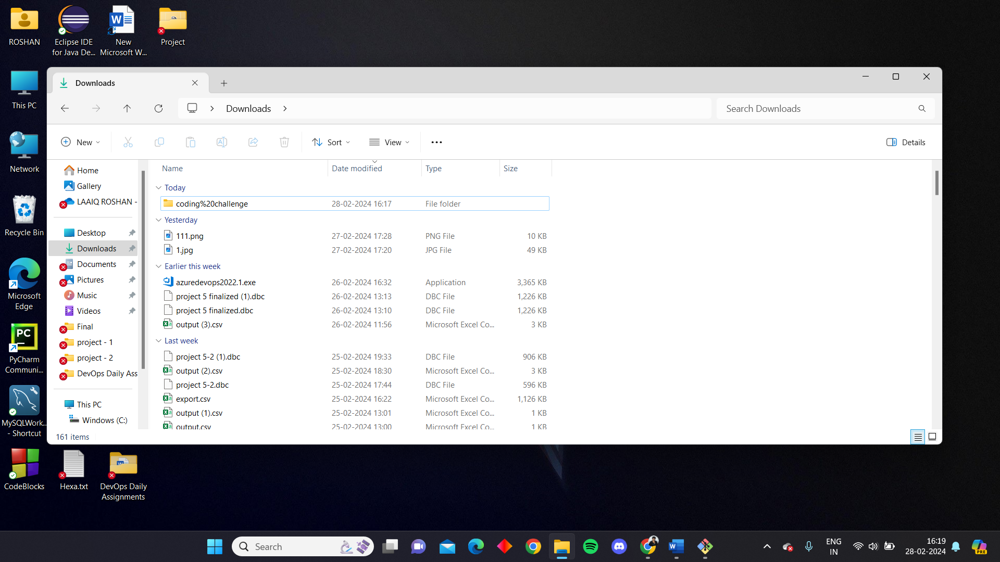 ROSHAN
Eclipse IDE
for Java De...
New
Microsoft W...
Project
This PC
Network
Recycle Bin
Microsoft
Edge
PC
PyCharm
Communi...
MySQLWork...
- Shortcut
CodeBlocks
Hexa.txt
DevOps Daily
Assignments
Downloads
Downloads
Search Downloads
New
Sort
View
Details
Home
Gallery
LAAIQ ROSHAN -
Desktop
Downloads
Documents
Pictures
Music
Videos
Final
project - 1
project - 2
DevOps Daily Ass
This PC
Windows (C:)
Name Date modified Type Size
Today
coding%20challenge 28-02-2024 16:17 File folder
Yesterday
111.png 27-02-2024 17:28 PNG File 10 KB
1.jpg 27-02-2024 17:20 JPG File 49 KB
Earlier this week
azuredevops2022.1.exe 26-02-2024 16:32 Application 3,365 KB
project 5 finalized (1).dbc 26-02-2024 13:13 DBC File 1,226 KB
project 5 finalized.dbc 26-02-2024 13:10 DBC File 1,226 KB
output (3).csv 26-02-2024 11:56 Microsoft Excel Co... 3 KB
Last week
project 5-2 (1).dbc 25-02-2024 19:33 DBC File 906 KB
output (2).csv 25-02-2024 18:30 Microsoft Excel Co... 3 KB
project 5-2.dbc 25-02-2024 17:44 DBC File 596 KB
export.csv 25-02-2024 16:22 Microsoft Excel Co... 1,126 KB
output (1).csv 25-02-2024 13:01 Microsoft Excel Co... 1 KB
output.csv 25-02-2024 13:00 Microsoft Excel Co... 1 KB
161 items
Search
ENG
IN
16:19
28-02-2024
PRE